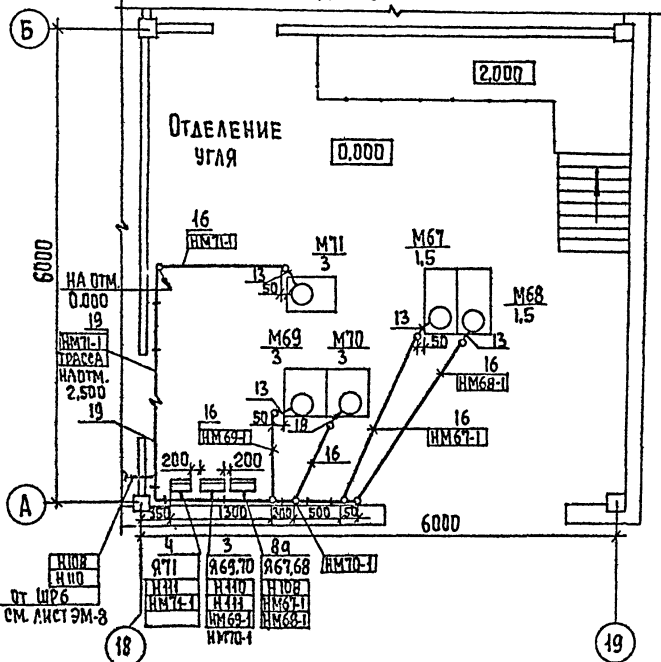 Б
2,000
ОТДЕЛЕНИЕ
УГЛЯ
0.000
16
НМ71-1
М71
3
М67
1,5
6000
НА ОТМ.
0.000
13
50
М68
1,5
19
НМ71-1
ТРАССА
НА ОТМ.
2,500
М69
3
М70
3
13
50
13
13
16
НМ68-1
19
16
НМ69-1
50
18
16
НМ67-1
200
200
16
А
350
1300
300
500
50
6000
Н108
Н110
ОТ ШР6
СМ. ЛИСТ ЭМ-8
4
Я71
Н111
НМ71-1
3
Я69,70
Н110
Н111
НМ69-1
НМ70-1
8а
Я67,68
Н108
НМ67-1
НМ68-1
НМ70-1
18
19